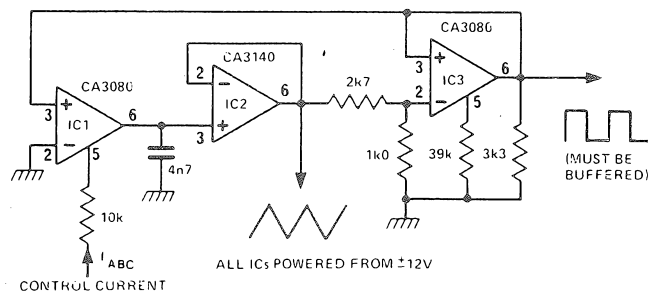 CA3080
6
CA3140
2
6
3
CA3080
+
3
IC1
6
2
5
−
IC2
3
+
2k7
2
IC3
5
+
−
−
4n7
1k0
39k
3k3
10k
IABC
CONTROL CURRENT
(MUST BE
BUFFERED)
ALL ICs POWERED FROM ±12V